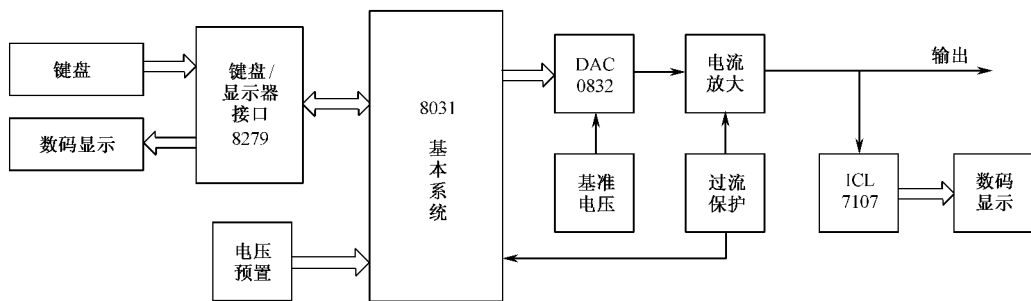 键盘
数码显示
键盘/
显示器
接口
8279
电压
预置
8031
基
本
系
统
DAC
0832
基准
电压
电流
放大
过流
保护
输出
ICL
7107
数码
显示